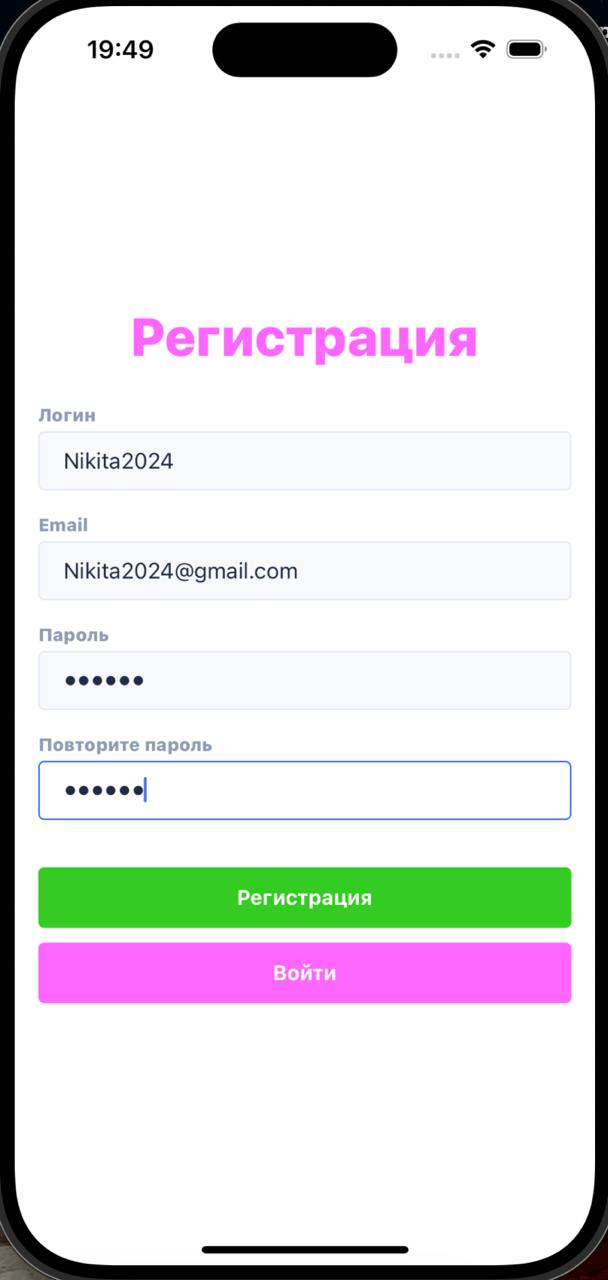 19:49
Регистрация
Логин
Nikita2024
Email
Nikita2024@gmail.com
Пароль
••••••
Повторите пароль
••••••
Регистрация
Войти